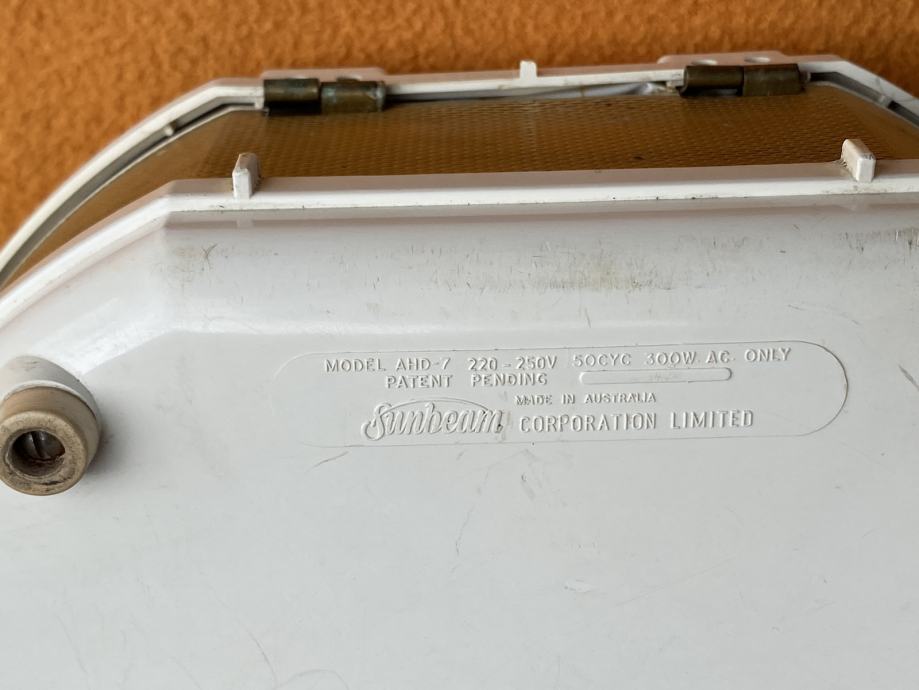 MODEL AHD-7 220-250V 50CYC 300W. AC. ONLY
PATENT PENDING
MADE IN AUSTRALIA
Sunbeam CORPORATION LIMITED